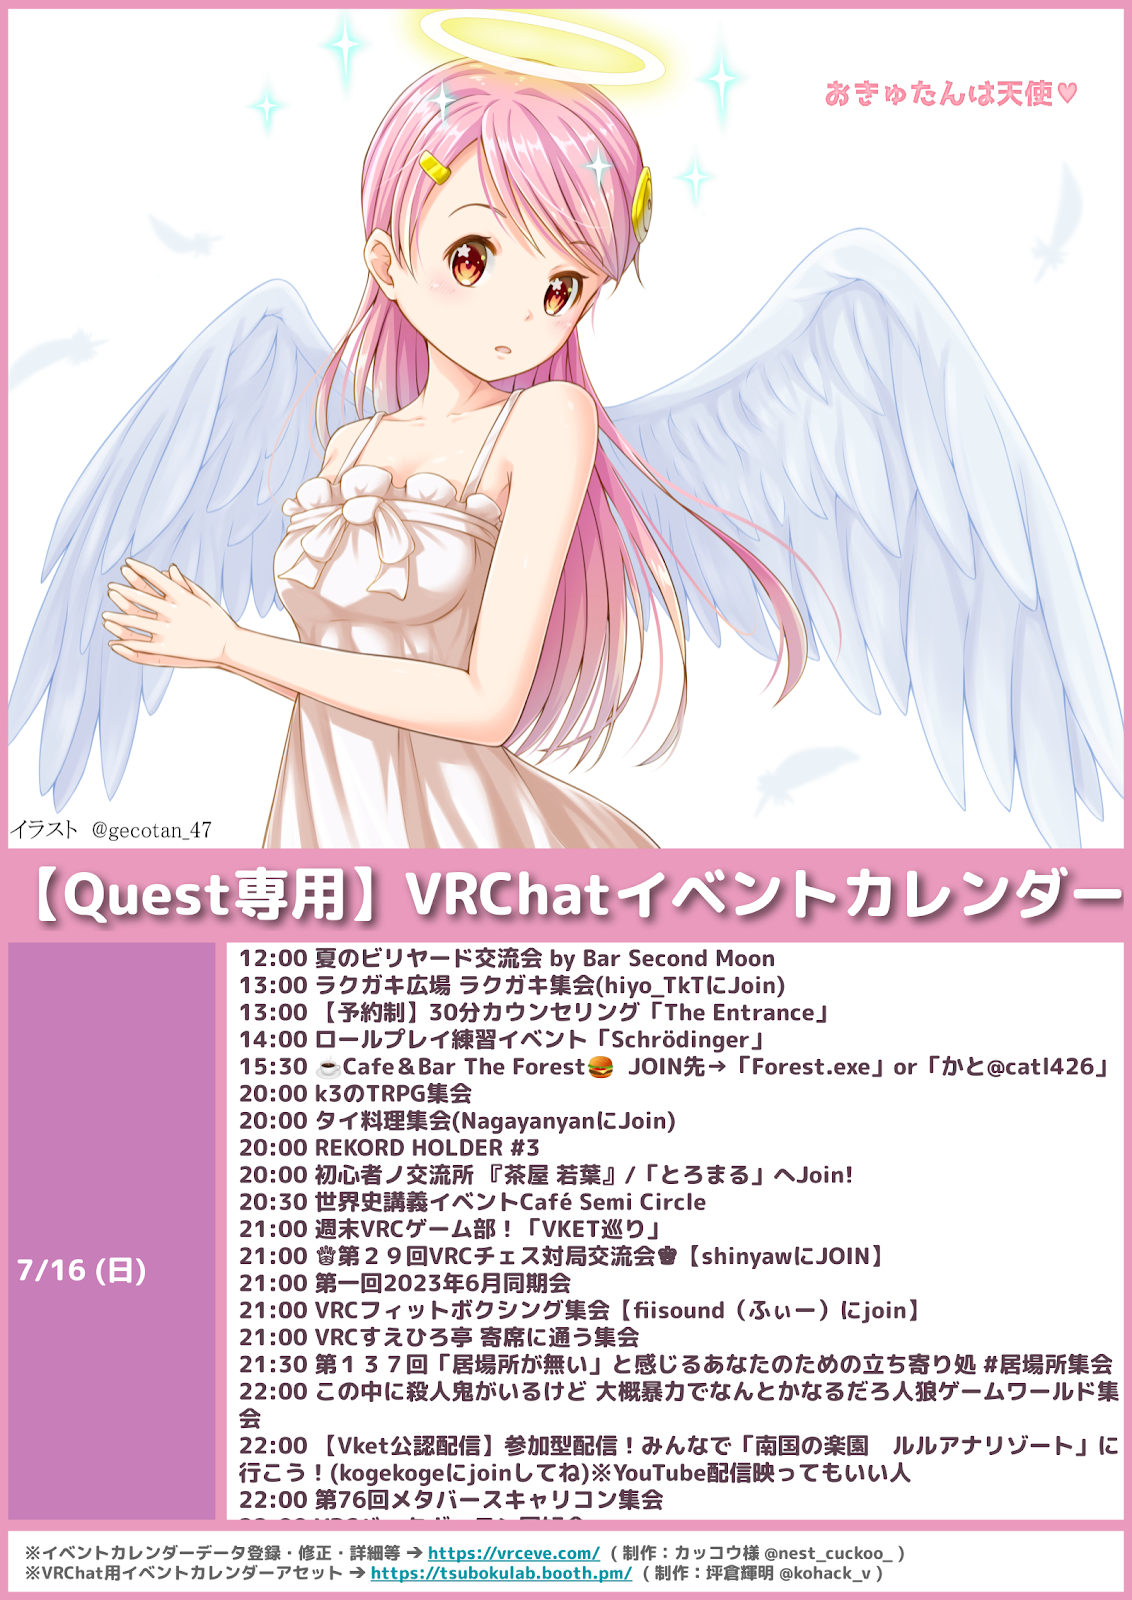 おきゅたんは天使♥
イラスト @gecotan_47
【Quest専用】VRChatイベントカレンダー
7/16 (日)
12:00 夏のビリヤード交流会 by Bar Second Moon
13:00 ラクガキ広場 ラクガキ集会(hiyo_TkTにJoin)
13:00 【予約制】30分カウンセリング「The Entrance」
14:00 ロールプレイ練習イベント「Schrödinger」
15:30 ☕Cafe＆Bar The Forest🍔 JOIN先→「Forest.exe」or「かと@catl426」
20:00 k3のTRPG集会
20:00 タイ料理集会(NagayanyanにJoin)
20:00 REKORD HOLDER #3
20:00 初心者ノ交流所 『茶屋 若葉』/「とろまる」へJoin!
20:30 世界史講義イベントCafé Semi Circle
21:00 週末VRCゲーム部！「VKET巡り」
21:00 ♕第２９回VRCチェス対局交流会♚【shinyawにJOIN】
21:00 第一回2023年6月同期会
21:00 VRCフィットボクシング集会【fiisound（ふぃー）にjoin】
21:00 VRCすえひろ亭 寄席に通う集会
21:30 第１３７回「居場所が無い」と感じるあなたのための立ち寄り処 #居場所集会
22:00 この中に殺人鬼がいるけど 大概暴力でなんとかなるだろ人狼ゲームワールド集
会
22:00 【Vket公認配信】参加型配信！みんなで「南国の楽園　ルルアナリゾート」に
行こう！(kogekogeにjoinしてね)※YouTube配信映ってもいい人
22:00 第76回メタバースキャリコン集会
※イベントカレンダーデータ登録・修正・詳細等 ➔ https://vrceve.com/ ( 制作：カッコウ様 @nest_cuckoo_ )
※VRChat用イベントカレンダーアセット ➔ https://tsubokulab.booth.pm/ ( 制作：坪倉輝明 @kohack_v )